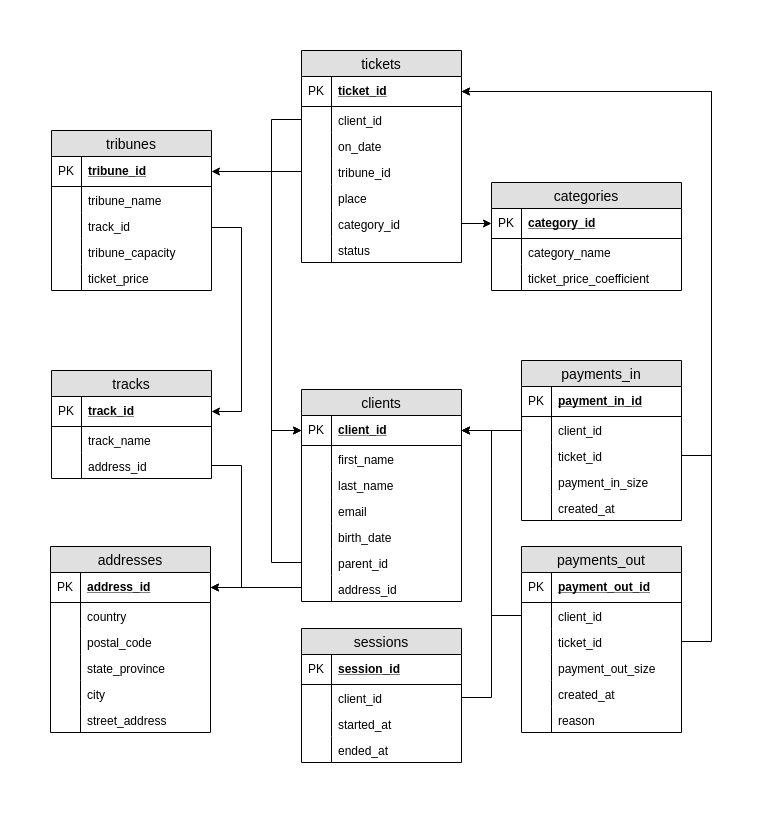 tickets
PK ticket_id
client_id
on_date
tribune_id
place
category_id
status
tribunes
PK tribune_id
tribune_name
track_id
tribune_capacity
ticket_price
categories
PK category_id
category_name
ticket_price_coefficient
tracks
PK track_id
track_name
address_id
clients
PK client_id
first_name
last_name
email
birth_date
parent_id
address_id
payments_in
PK payment_in_id
client_id
ticket_id
payment_in_size
created_at
addresses
PK address_id
country
postal_code
state_province
city
street_address
sessions
PK session_id
client_id
started_at
ended_at
payments_out
PK payment_out_id
client_id
ticket_id
payment_out_size
created_at
reason